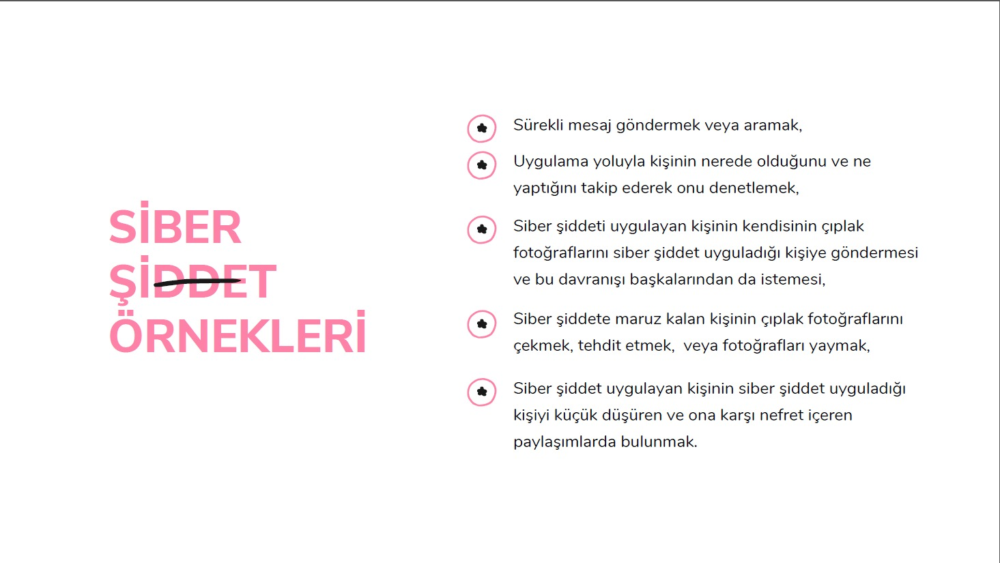 SİBER
ŞİDDET
ÖRNEKLERİ
Sürekli mesaj göndermek veya aramak,
Uygulama yoluyla kişinin nerede olduğunu ve ne
yaptığını takip ederek onu denetlemek,
Siber şiddeti uygulayan kişinin kendisinin çıplak
fotoğraflarını siber şiddet uyguladığı kişiye göndermesi
ve bu davranışı başkalarından da istemesi,
Siber şiddete maruz kalan kişinin çıplak fotoğraflarını
çekmek, tehdit etmek,  veya fotoğrafları yaymak,
Siber şiddet uygulayan kişinin siber şiddet uyguladığı
kişiyi küçük düşüren ve ona karşı nefret içeren
paylaşımlarda bulunmak.